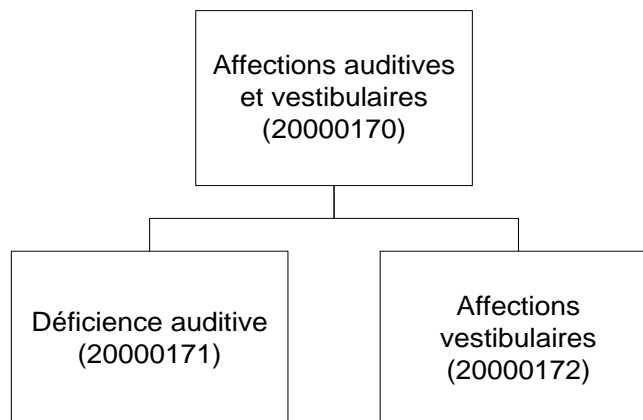 Affections auditives
et vestibulaires
(20000170)
Déficience auditive
(20000171)
Affections
vestibulaires
(20000172)